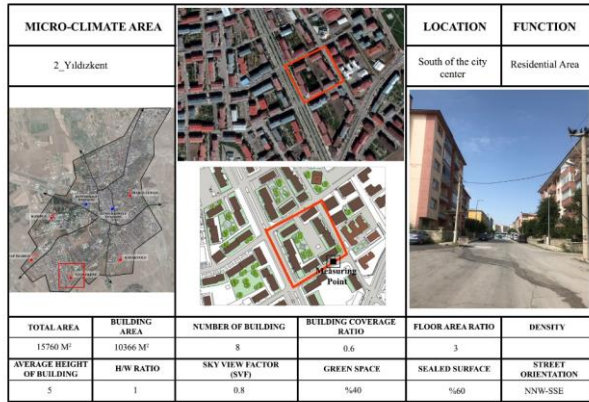 MICRO-CLIMATE AREA
LOCATION
FUNCTION
2_Yıldızkent
South of the city
center
Residential Area
Measuring
Point
TOTAL AREA
BUILDING
AREA
NUMBER OF BUILDING
BUILDING COVERAGE
RATIO
FLOOR AREA RATIO
DENSITY
15760 M²
10366 M²
8
0.6
3
AVERAGE HEIGHT
OF BUILDING
H/W RATIO
SKY VIEW FACTOR
(SVF)
GREEN SPACE
SEALED SURFACE
STREET
ORIENTATION
5
1
0.8
%40
%60
NNW-SSE